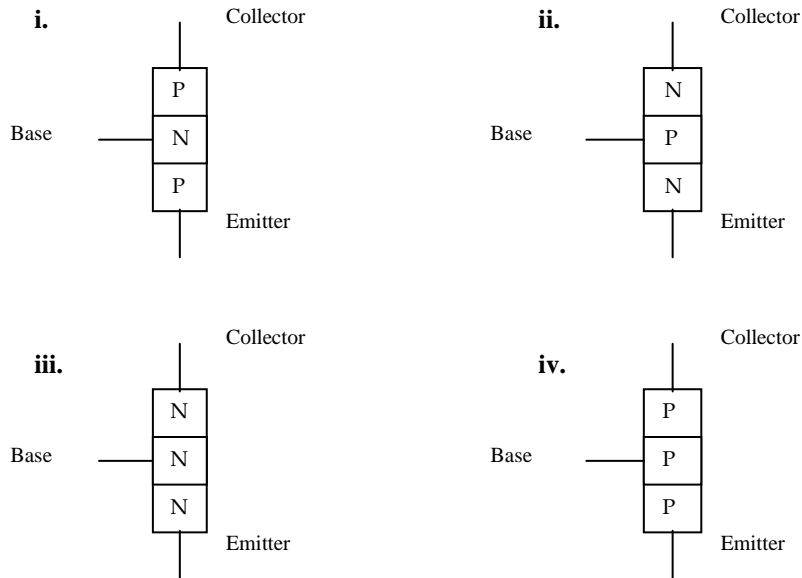 i.
Collector
P
Base
N
P
Emitter
ii.
Collector
N
Base
P
N
Emitter
iii.
Collector
N
Base
N
N
Emitter
iv.
Collector
P
Base
P
P
Emitter